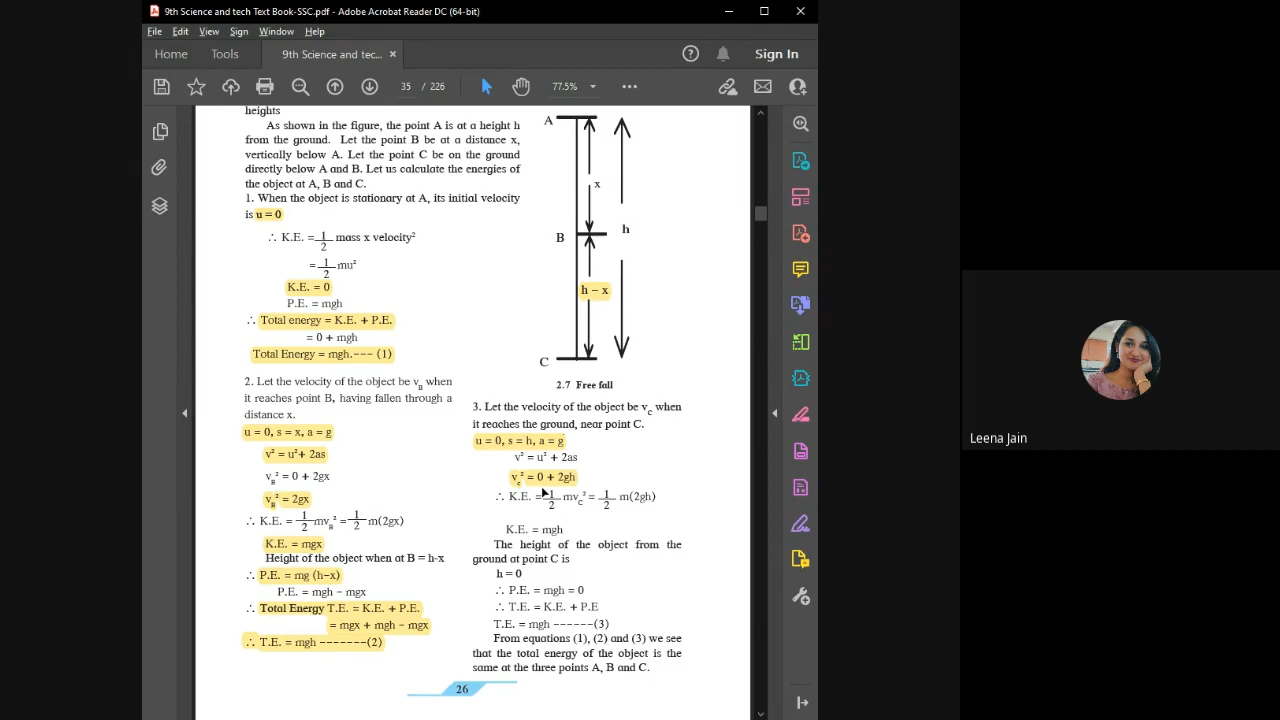 9th Science and tech Text Book-SSC.pdf - Adobe Acrobat Reader DC (64-bit)
File Edit View Sign Window Help
Home Tools 9th Science and tec... × Sign In
35 / 226 77.5%
heights
As shown in the figure, the point A is at a height h
from the ground. Let the point B be at a distance x,
vertically below A. Let the point C be on the ground
directly below A and B. Let us calculate the energies of
the object at A, B and C.
1. When the object is stationary at A, its initial velocity
is u = 0
∴ K.E. = 1/2 mass x velocity²
= 1/2 mu²
K.E. = 0
P.E. = mgh
∴ Total energy = K.E. + P.E.
= 0 + mgh
Total Energy = mgh.--- (1)
2. Let the velocity of the object be v_B when
it reaches point B, having fallen through a
distance x.
u = 0, s = x, a = g
v² = u²+ 2as
v_B² = 0 + 2gx
v_B² = 2gx
∴ K.E. = 1/2 mv_B² = 1/2 m(2gx)
K.E. = mgx
Height of the object when at B = h-x
∴ P.E. = mg (h-x)
P.E. = mgh - mgx
∴ Total Energy T.E. = K.E. + P.E.
= mgx + mgh - mgx
∴ T.E. = mgh -------(2)
A
x
B
h
h - x
C
2.7 Free fall
3. Let the velocity of the object be v_C when
it reaches the ground, near point C.
u = 0, s = h, a = g
v² = u² + 2as
v_c² = 0 + 2gh
∴ K.E. = 1/2 mv_C² = 1/2 m(2gh)
K.E. = mgh
The height of the object from the
ground at point C is
h = 0
∴ P.E. = mgh = 0
∴ T.E. = K.E. + P.E
T.E. = mgh ------(3)
From equations (1), (2) and (3) we see
that the total energy of the object is the
same at the three points A, B and C.
26
Leena Jain